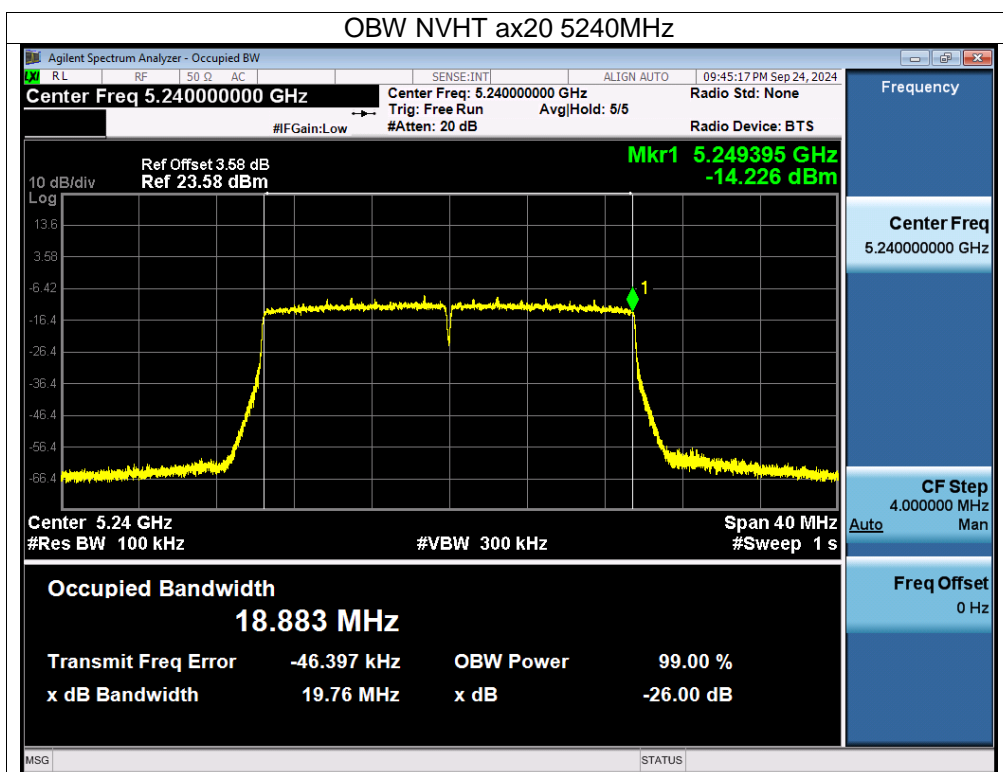 OBW NVHT ax20 5240MHz
Agilent Spectrum Analyzer - Occupied BW
LXI RL RF 50 Ω AC SENSE:INT ALIGN AUTO 09:45:17 PM Sep 24, 2024
Center Freq 5.240000000 GHz
Center Freq: 5.240000000 GHz
Radio Std: None
Trig: Free Run Avg|Hold: 5/5
#IFGain:Low #Atten: 20 dB Radio Device: BTS
Frequency
Mkr1 5.249395 GHz
-14.226 dBm
Ref Offset 3.58 dB
10 dB/div Ref 23.58 dBm
Log
13.6
3.58
-6.42
-16.4
-26.4
-36.4
-46.4
-56.4
-66.4
1
Center Freq
5.240000000 GHz
CF Step
4.000000 MHz
Auto Man
Center 5.24 GHz Span 40 MHz
#Res BW 100 kHz #VBW 300 kHz #Sweep 1 s
Freq Offset
0 Hz
Occupied Bandwidth
18.883 MHz
Transmit Freq Error -46.397 kHz OBW Power 99.00 %
x dB Bandwidth 19.76 MHz x dB -26.00 dB
MSG STATUS